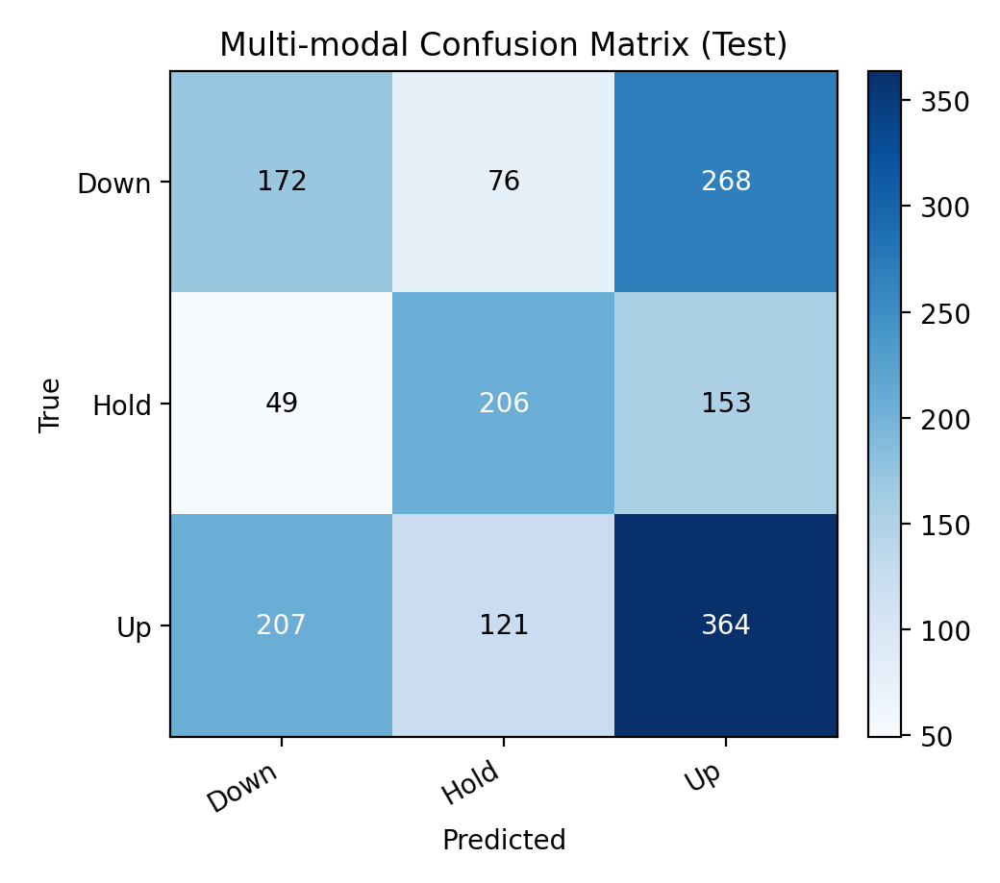 Multi-modal Confusion Matrix (Test)
Down 172 76 268
Hold 49 206 153
Up 207 121 364
True
Down Hold Up
Predicted
350
300
250
200
150
100
50